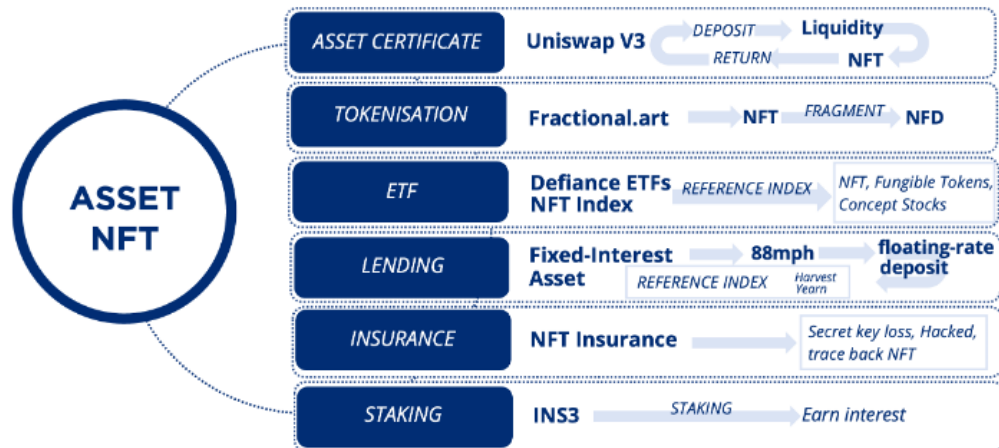 ASSET
NFT
ASSET CERTIFICATE
Uniswap V3
DEPOSIT
Liquidity
RETURN
NFT
TOKENISATION
Fractional.art
NFT
FRAGMENT
NFD
ETF
Defiance ETFs
NFT Index
REFERENCE INDEX
NFT, Fungible Tokens,
Concept Stocks
LENDING
Fixed-Interest
Asset
88mph
floating-rate
deposit
REFERENCE INDEX
Harvest
Yearn
INSURANCE
NFT Insurance
Secret key loss, Hacked,
trace back NFT
STAKING
INS3
STAKING
Earn interest